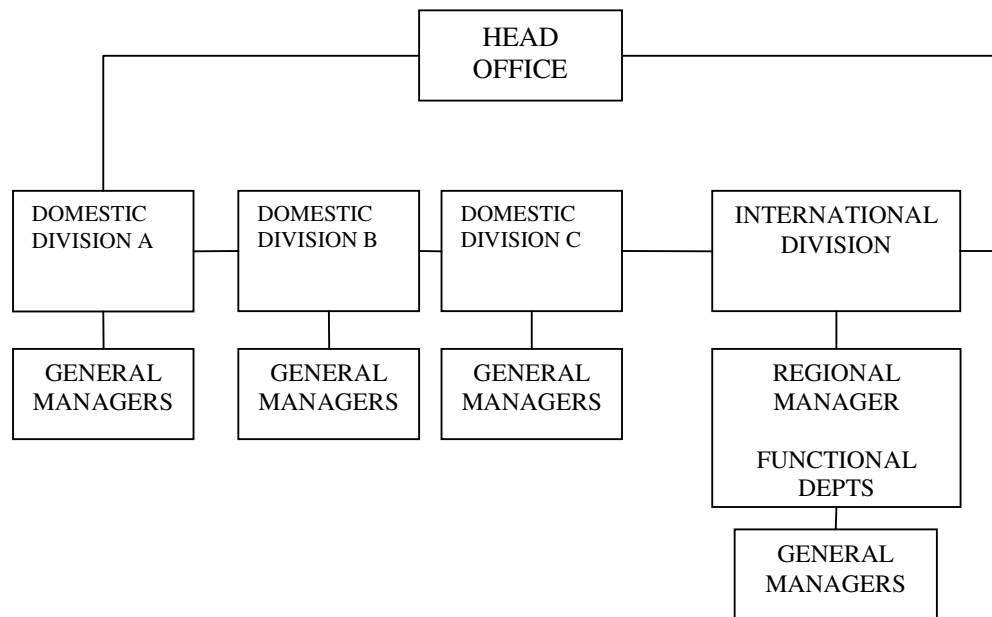 HEAD
OFFICE
DOMESTIC
DIVISION A
DOMESTIC
DIVISION B
DOMESTIC
DIVISION C
INTERNATIONAL
DIVISION
GENERAL
MANAGERS
GENERAL
MANAGERS
GENERAL
MANAGERS
REGIONAL
MANAGER
FUNCTIONAL
DEPTS
GENERAL
MANAGERS